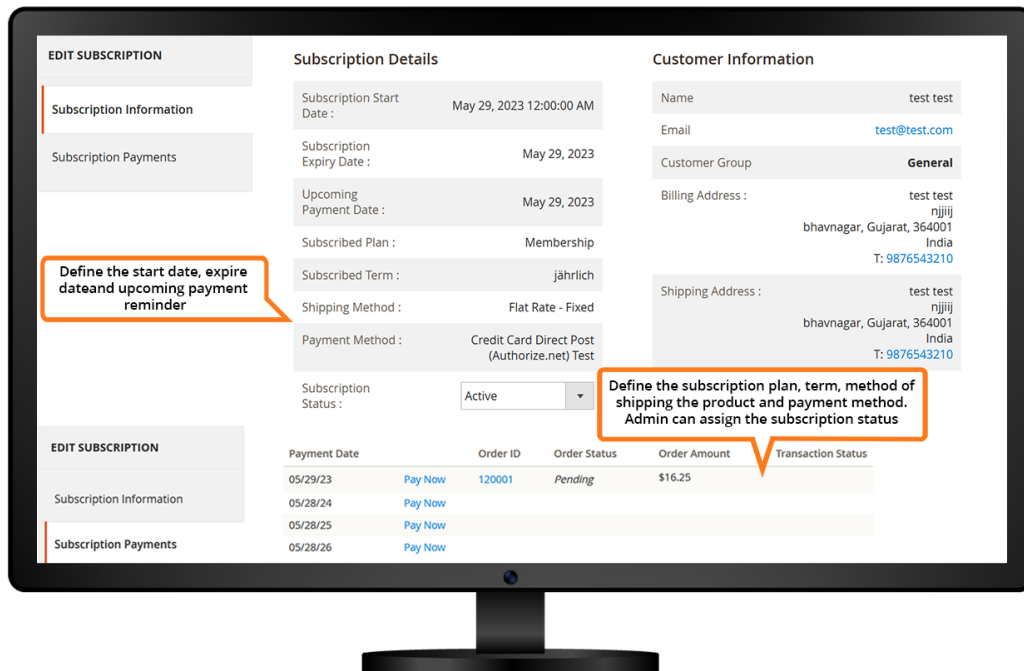 EDIT SUBSCRIPTION
Subscription Information
Subscription Payments
Subscription Details
Subscription Start
Date :
May 29, 2023 12:00:00 AM
Subscription
Expiry Date :
May 29, 2023
Upcoming
Payment Date :
May 29, 2023
Subscribed Plan :
Membership
Subscribed Term :
jährlich
Shipping Method :
Flat Rate - Fixed
Payment Method :
Credit Card Direct Post
(Authorize.net) Test
Subscription
Status :
Active
Customer Information
Name
test test
Email
test@test.com
Customer Group
General
Billing Address :
test test
njjiij
bhavnagar, Gujarat, 364001
India
T: 9876543210
Shipping Address :
test test
njjiij
bhavnagar, Gujarat, 364001
India
T: 9876543210
Define the start date, expire
dateand upcoming payment
reminder
Define the subscription plan, term, method of
shipping the product and payment method.
Admin can assign the subscription status
EDIT SUBSCRIPTION
Subscription Information
Subscription Payments
Payment Date Order ID Order Status Order Amount Transaction Status
05/29/23 Pay Now 120001 Pending $16.25
05/28/24 Pay Now
05/28/25 Pay Now
05/28/26 Pay Now